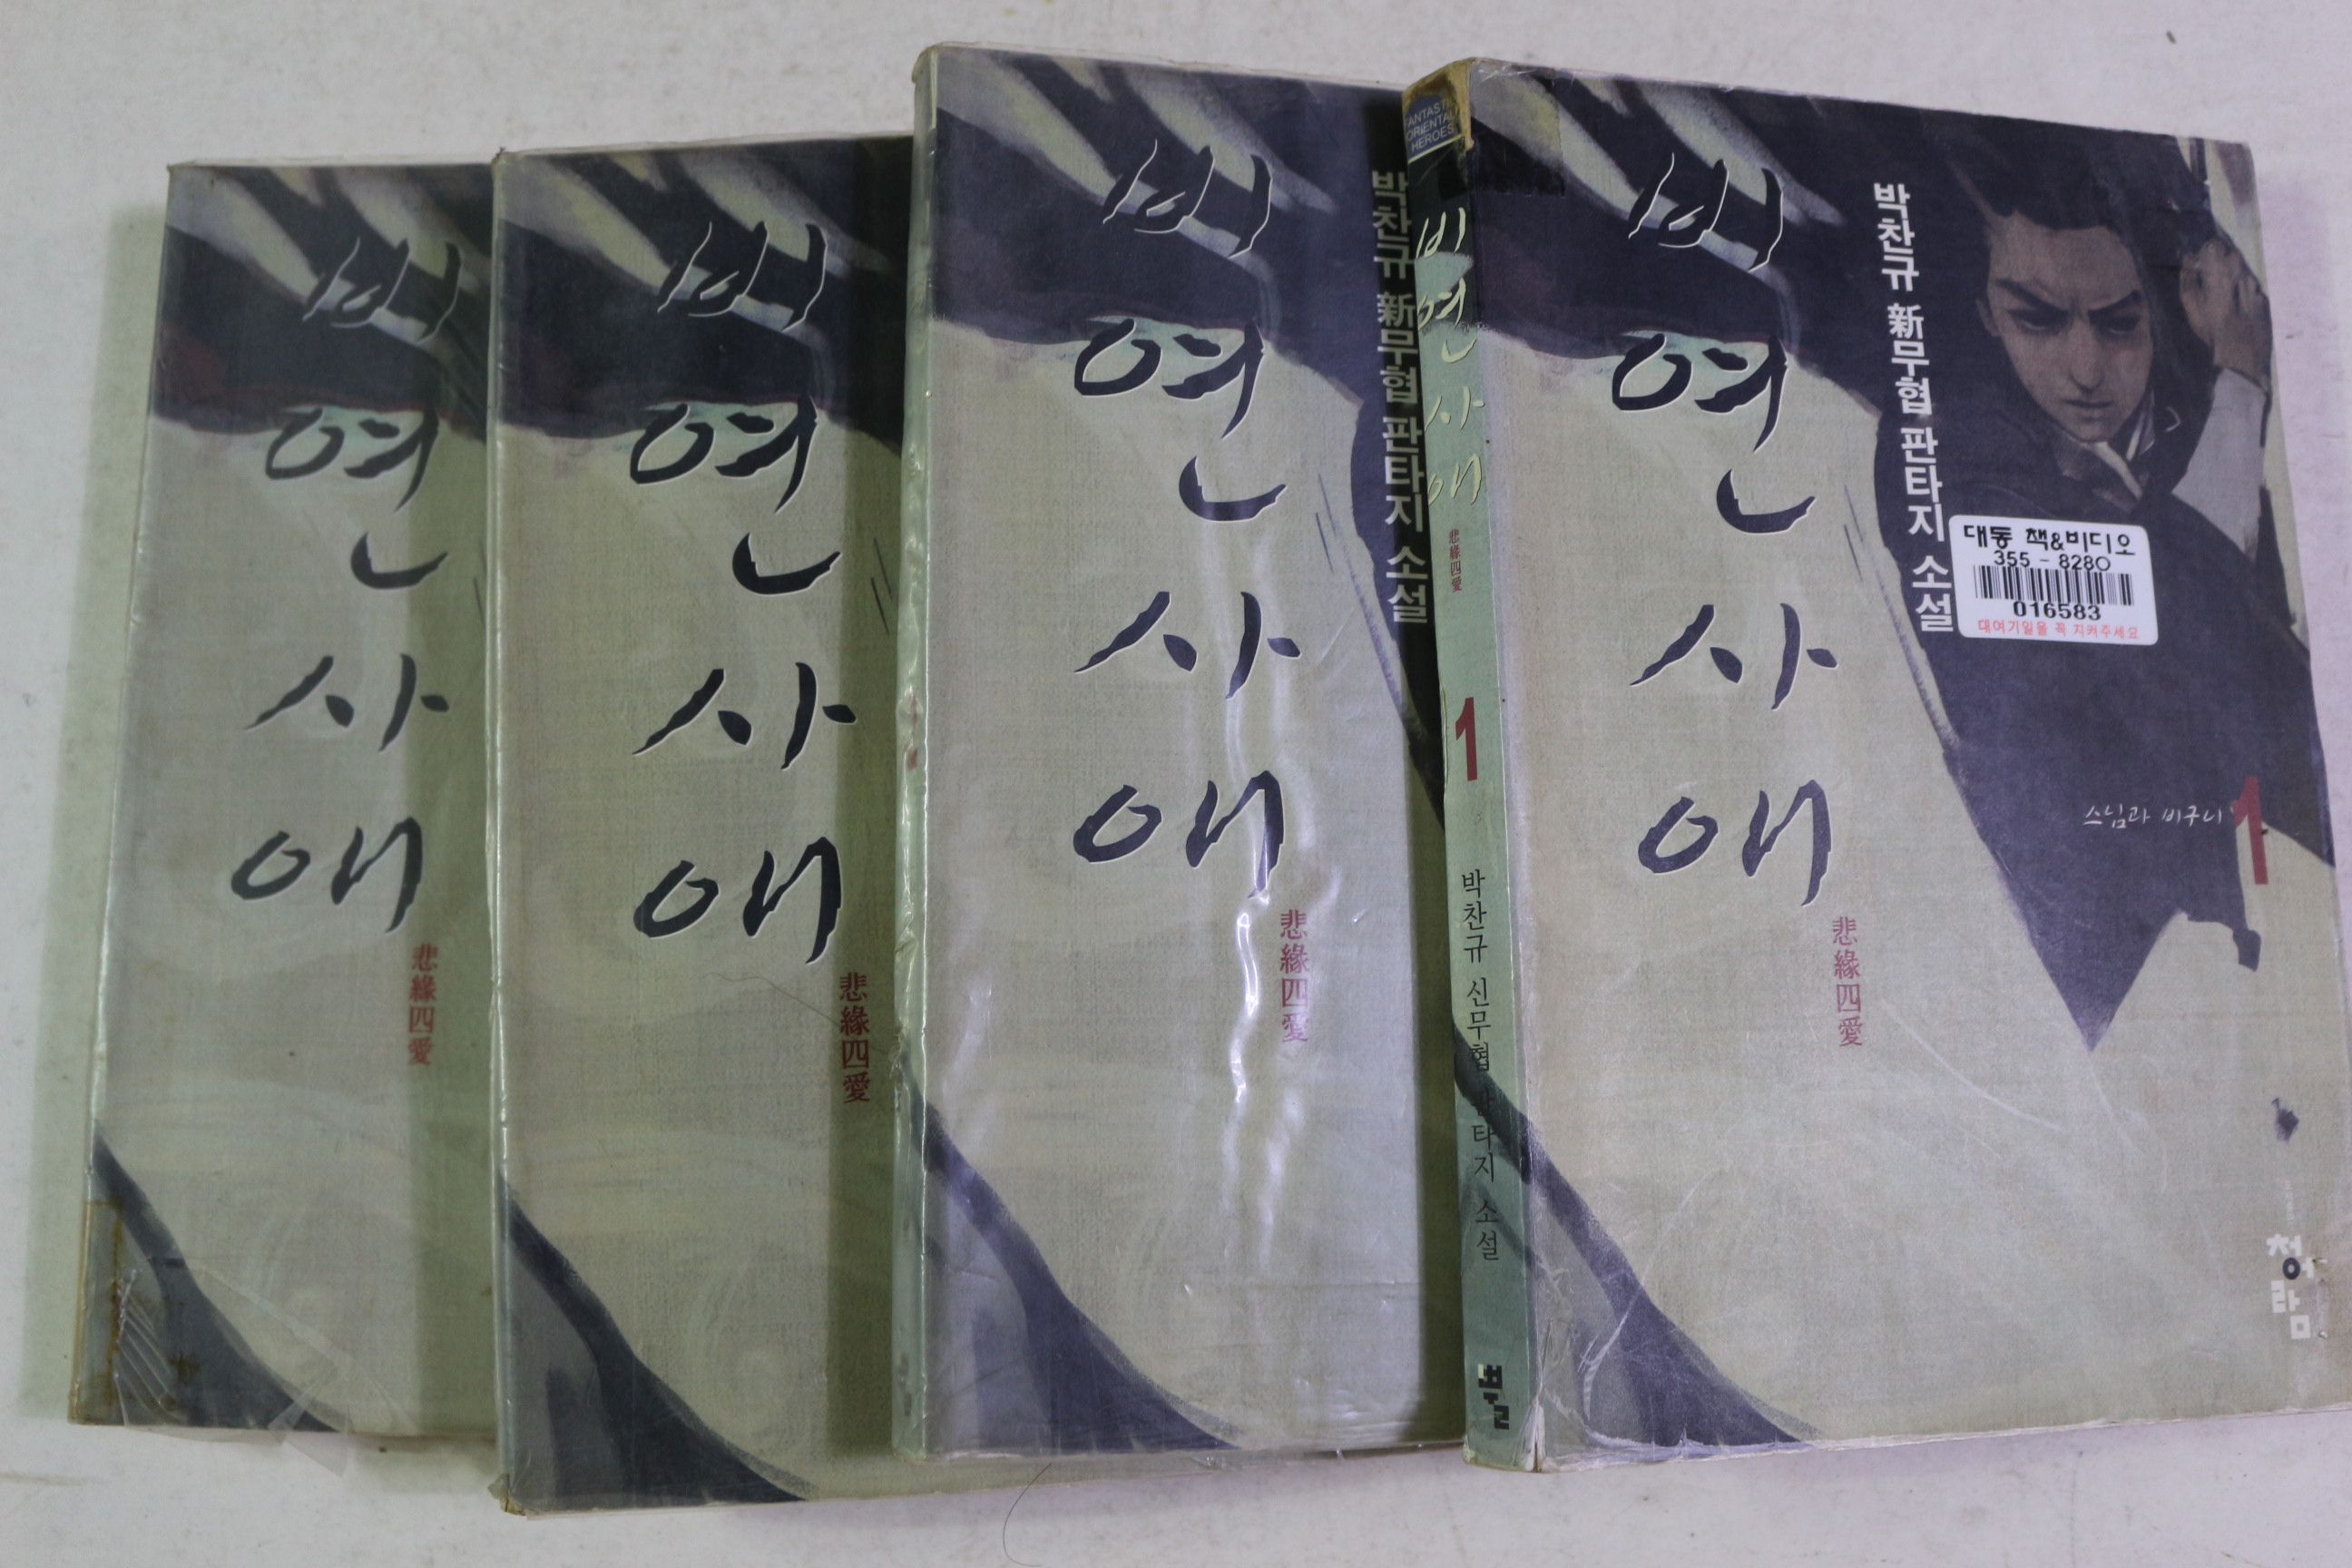 비연사애
悲緣四愛
비연사애
悲緣四愛
비연사애
悲緣四愛
박찬규 新무협 판타지 소설
FANTASTIC
ORIENTAL
HEROES
비연사애
悲緣四愛
1
박찬규 신무협 판타지 소설
뿔
비연사애
悲緣四愛
박찬규 新무협 판타지 소설
대동 책&비디오
355-8280
016583
대여기일을 꼭 지켜주세요
스님과 비구니
1
청어람